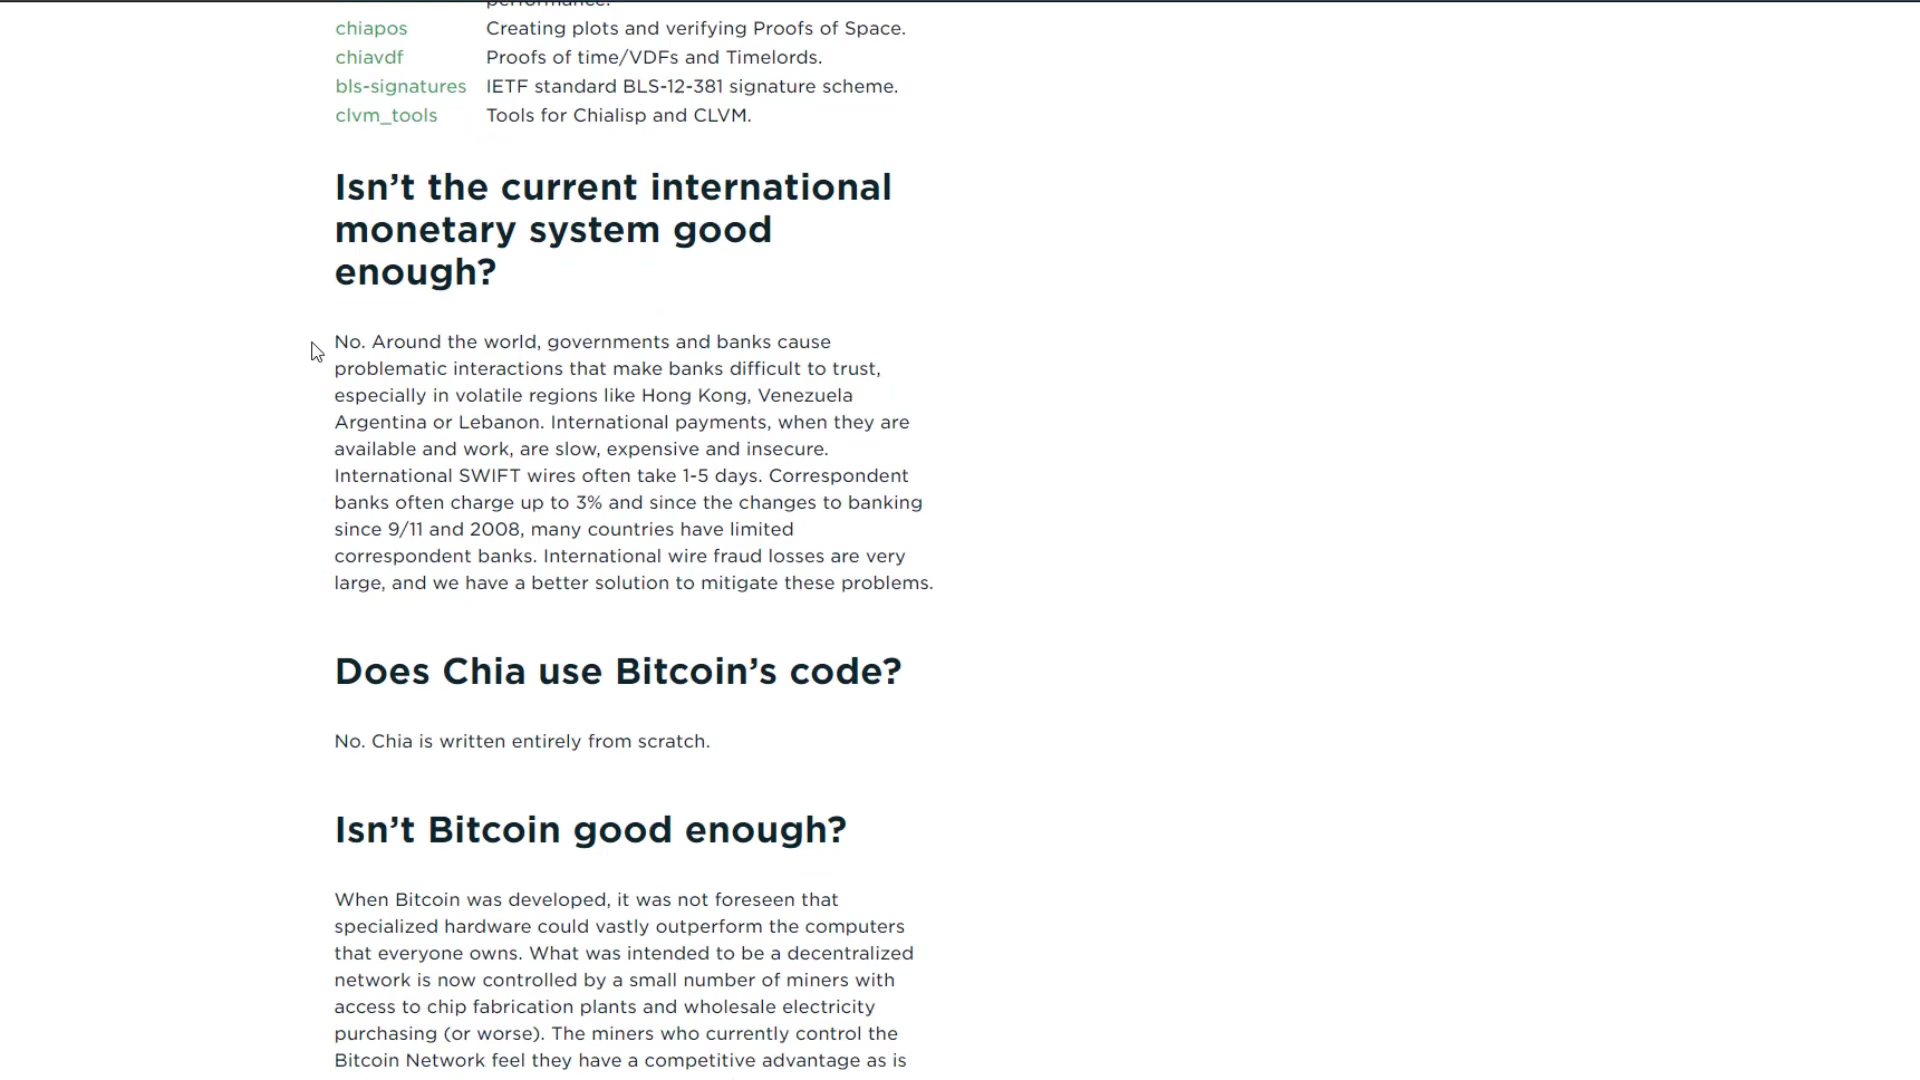 performance.
chiapos Creating plots and verifying Proofs of Space.
chiavdf Proofs of time/VDFs and Timelords.
bls-signatures IETF standard BLS-12-381 signature scheme.
clvm_tools Tools for Chialisp and CLVM.
Isn’t the current international
monetary system good
enough?
No. Around the world, governments and banks cause
problematic interactions that make banks difficult to trust,
especially in volatile regions like Hong Kong, Venezuela
Argentina or Lebanon. International payments, when they are
available and work, are slow, expensive and insecure.
International SWIFT wires often take 1-5 days. Correspondent
banks often charge up to 3% and since the changes to banking
since 9/11 and 2008, many countries have limited
correspondent banks. International wire fraud losses are very
large, and we have a better solution to mitigate these problems.
Does Chia use Bitcoin’s code?
No. Chia is written entirely from scratch.
Isn’t Bitcoin good enough?
When Bitcoin was developed, it was not foreseen that
specialized hardware could vastly outperform the computers
that everyone owns. What was intended to be a decentralized
network is now controlled by a small number of miners with
access to chip fabrication plants and wholesale electricity
purchasing (or worse). The miners who currently control the
Bitcoin Network feel they have a competitive advantage as is